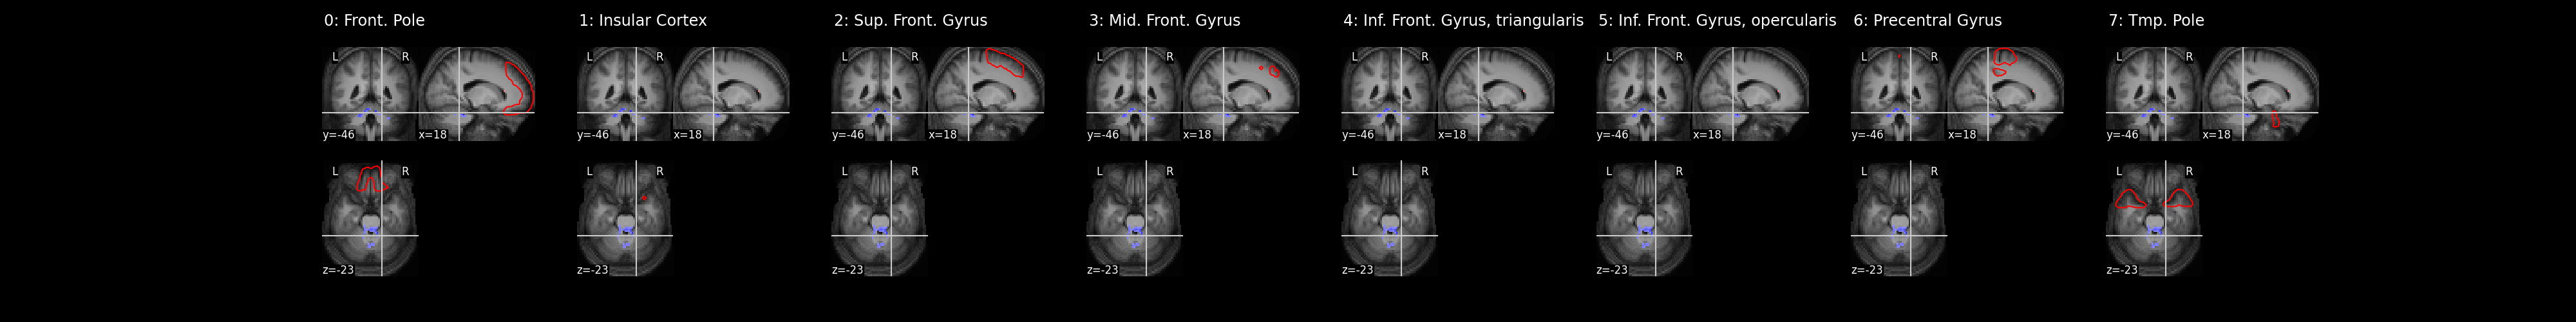 0: Front. Pole
1: Insular Cortex
2: Sup. Front. Gyrus
3: Mid. Front. Gyrus
4: Inf. Front. Gyrus, triangularis
5: Inf. Front. Gyrus, opercularis
6: Precentral Gyrus
7: Tmp. Pole
L R
L R
L R
L R
L R
L R
L R
L R
y=-46 x=18
y=-46 x=18
y=-46 x=18
y=-46 x=18
y=-46 x=18
y=-46 x=18
y=-46 x=18
y=-46 x=18
L R
L R
L R
L R
L R
L R
L R
L R
z=-23
z=-23
z=-23
z=-23
z=-23
z=-23
z=-23
z=-23